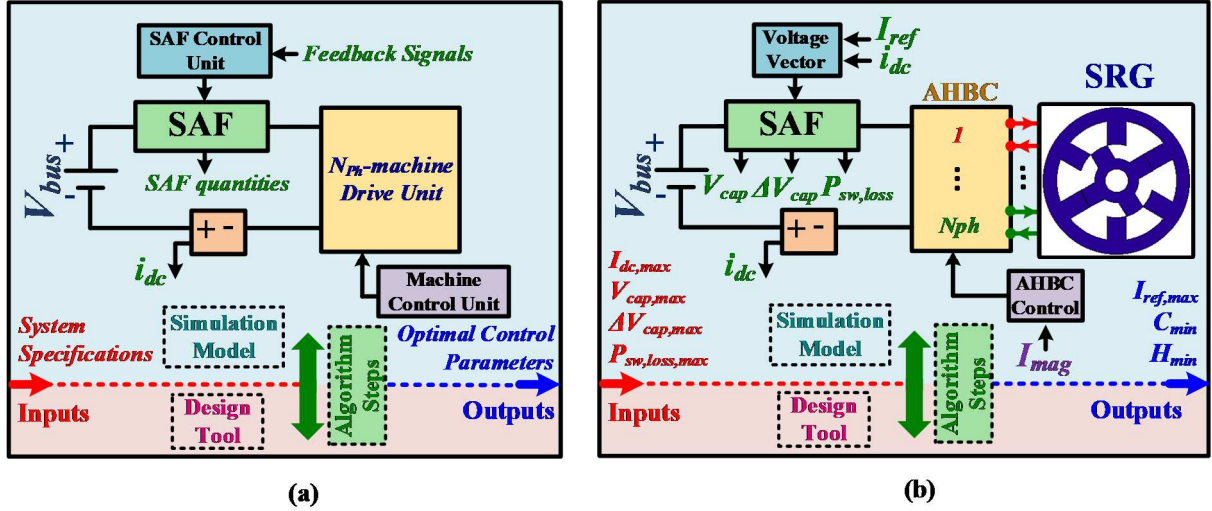 SAF Control
Unit
Feedback Signals
SAF
SAF quantities
V_bus
+
-
N_Ph-machine
Drive Unit
+ -
i_dc
Machine
Control Unit
System
Specifications
Simulation
Model
Optimal Control
Parameters
Inputs
Design
Tool
Algorithm
Steps
Outputs
(a)
Voltage
Vector
I_ref
i_dc
SAF
V_cap ΔV_cap P_sw,loss
V_bus
+
-
AHBC
1
...
Nph
SRG
...
+ -
i_dc
AHBC
Control
I_mag
I_dc,max
V_cap,max
ΔV_cap,max
P_sw,loss,max
Simulation
Model
I_ref,max
C_min
H_min
Inputs
Design
Tool
Algorithm
Steps
Outputs
(b)